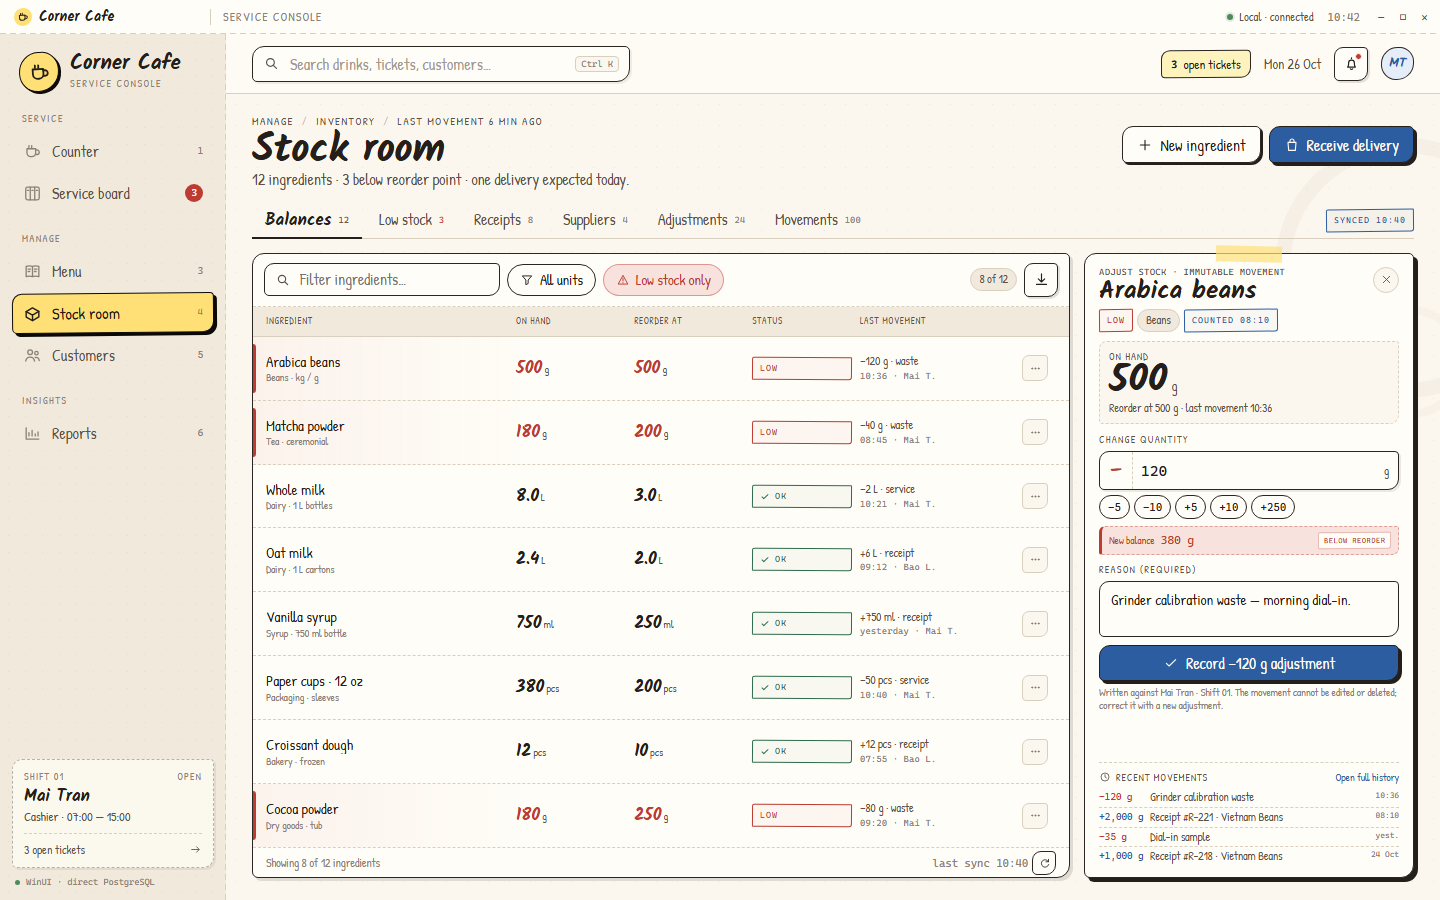 Corner Cafe
SERVICE CONSOLE
Local · connected 10:42
Corner Cafe
SERVICE CONSOLE
SERVICE
Counter 1
Service board 3
MANAGE
Menu 3
Stock room 4
Customers 5
INSIGHTS
Reports 6
SHIFT 01 OPEN
Mai Tran
Cashier · 07:00 — 15:00
3 open tickets →
WinUI · direct PostgreSQL
Search drinks, tickets, customers... Ctrl K
3 open tickets
Mon 26 Oct
MT
MANAGE / INVENTORY / LAST MOVEMENT 6 MIN AGO
Stock room
12 ingredients · 3 below reorder point · one delivery expected today.
+ New ingredient
Receive delivery
Balances 12
Low stock 3
Receipts 8
Suppliers 4
Adjustments 24
Movements 100
SYNCED 10:40
Filter ingredients...
All units
Low stock only
8 of 12
INGREDIENT ON HAND REORDER AT STATUS LAST MOVEMENT
Arabica beans 500 g 500 g LOW −120 g · waste
Beans · kg / g 10:36 · Mai T.
Matcha powder 180 g 200 g LOW −40 g · waste
Tea · ceremonial 08:45 · Mai T.
Whole milk 8.0 L 3.0 L ✓ OK −2 L · service
Dairy · 1 L bottles 10:21 · Mai T.
Oat milk 2.4 L 2.0 L ✓ OK +6 L · receipt
Dairy · 1 L cartons 09:12 · Bao L.
Vanilla syrup 750 ml 250 ml ✓ OK +750 ml · receipt
Syrup · 750 ml bottle yesterday · Mai T.
Paper cups · 12 oz 380 pcs 200 pcs ✓ OK −50 pcs · service
Packaging · sleeves 10:40 · Mai T.
Croissant dough 12 pcs 10 pcs ✓ OK +12 pcs · receipt
Bakery · frozen 07:55 · Bao L.
Cocoa powder 180 g 250 g LOW −80 g · waste
Dry goods · tub 09:20 · Mai T.
Showing 8 of 12 ingredients last sync 10:40
ADJUST STOCK · IMMUTABLE MOVEMENT
Arabica beans
LOW Beans COUNTED 08:10
ON HAND
500 g
Reorder at 500 g · last movement 10:36
CHANGE QUANTITY
− 120 g
−5 −10 +5 +10 +250
New balance 380 g BELOW REORDER
REASON (REQUIRED)
Grinder calibration waste — morning dial-in.
✓ Record −120 g adjustment
Written against Mai Tran · Shift 01. The movement cannot be edited or deleted;
correct it with a new adjustment.
RECENT MOVEMENTS Open full history
−120 g Grinder calibration waste 10:36
+2,000 g Receipt #R-221 · Vietnam Beans 08:10
−35 g Dial-in sample yest.
+1,000 g Receipt #R-218 · Vietnam Beans 24 Oct